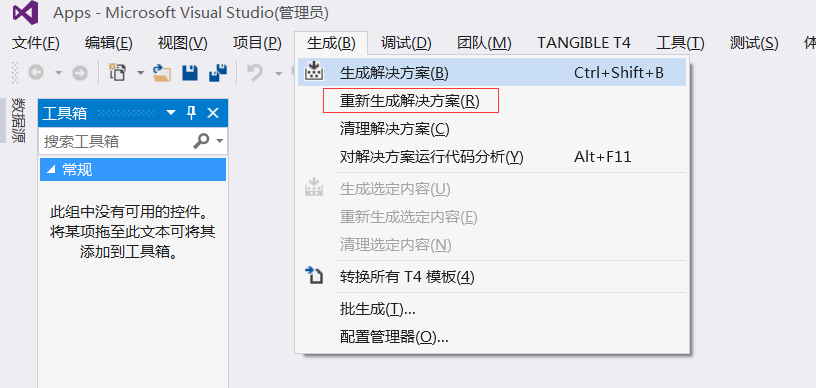 Apps - Microsoft Visual Studio(管理员)
文件(F) 编辑(E) 视图(V) 项目(P) 生成(B) 调试(D) 团队(M) TANGIBLE T4 工具(T) 测试(S) 体
生成解决方案(B) Ctrl+Shift+B
重新生成解决方案(R)
清理解决方案(C)
对解决方案运行代码分析(Y) Alt+F11
生成选定内容(U)
重新生成选定内容(E)
清理选定内容(N)
转换所有 T4 模板(4)
批生成(T)...
配置管理器(O)...
数据源
工具箱
搜索工具箱
常规
此组中没有可用的控件。
将某项拖至此文本可将其
添加到工具箱。